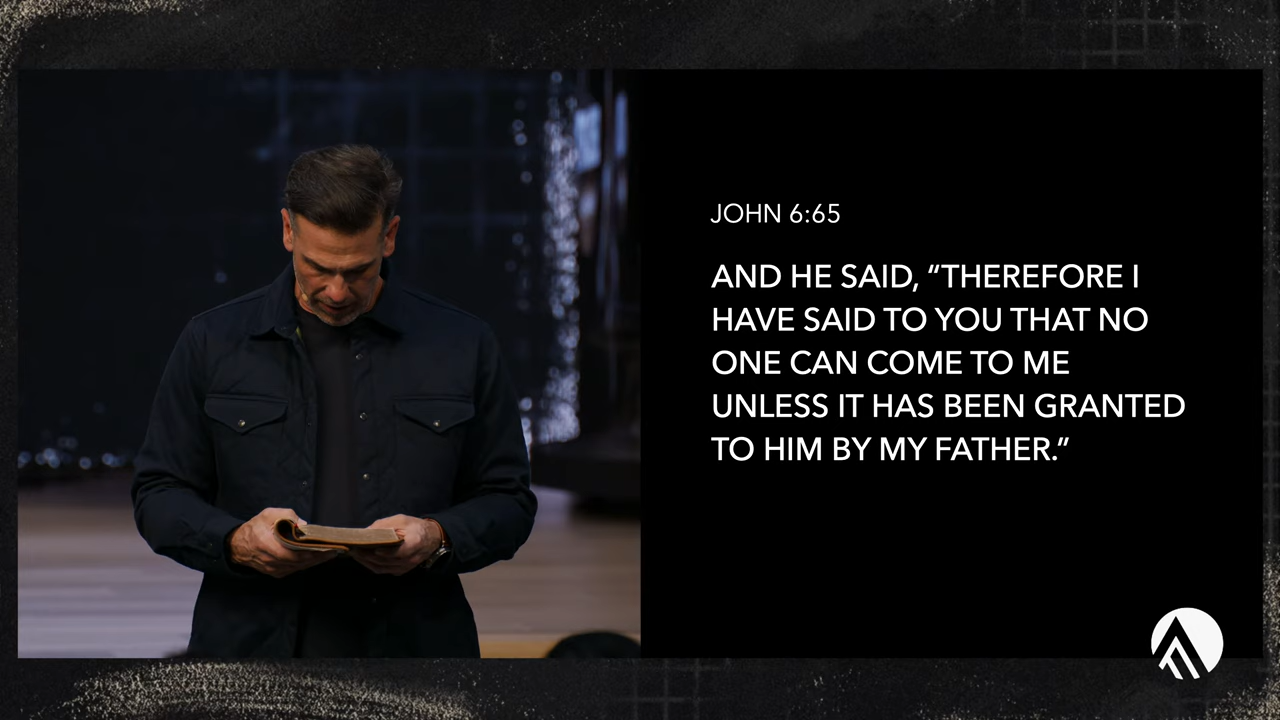 JOHN 6:65
AND HE SAID, “THEREFORE I
HAVE SAID TO YOU THAT NO
ONE CAN COME TO ME
UNLESS IT HAS BEEN GRANTED
TO HIM BY MY FATHER.”